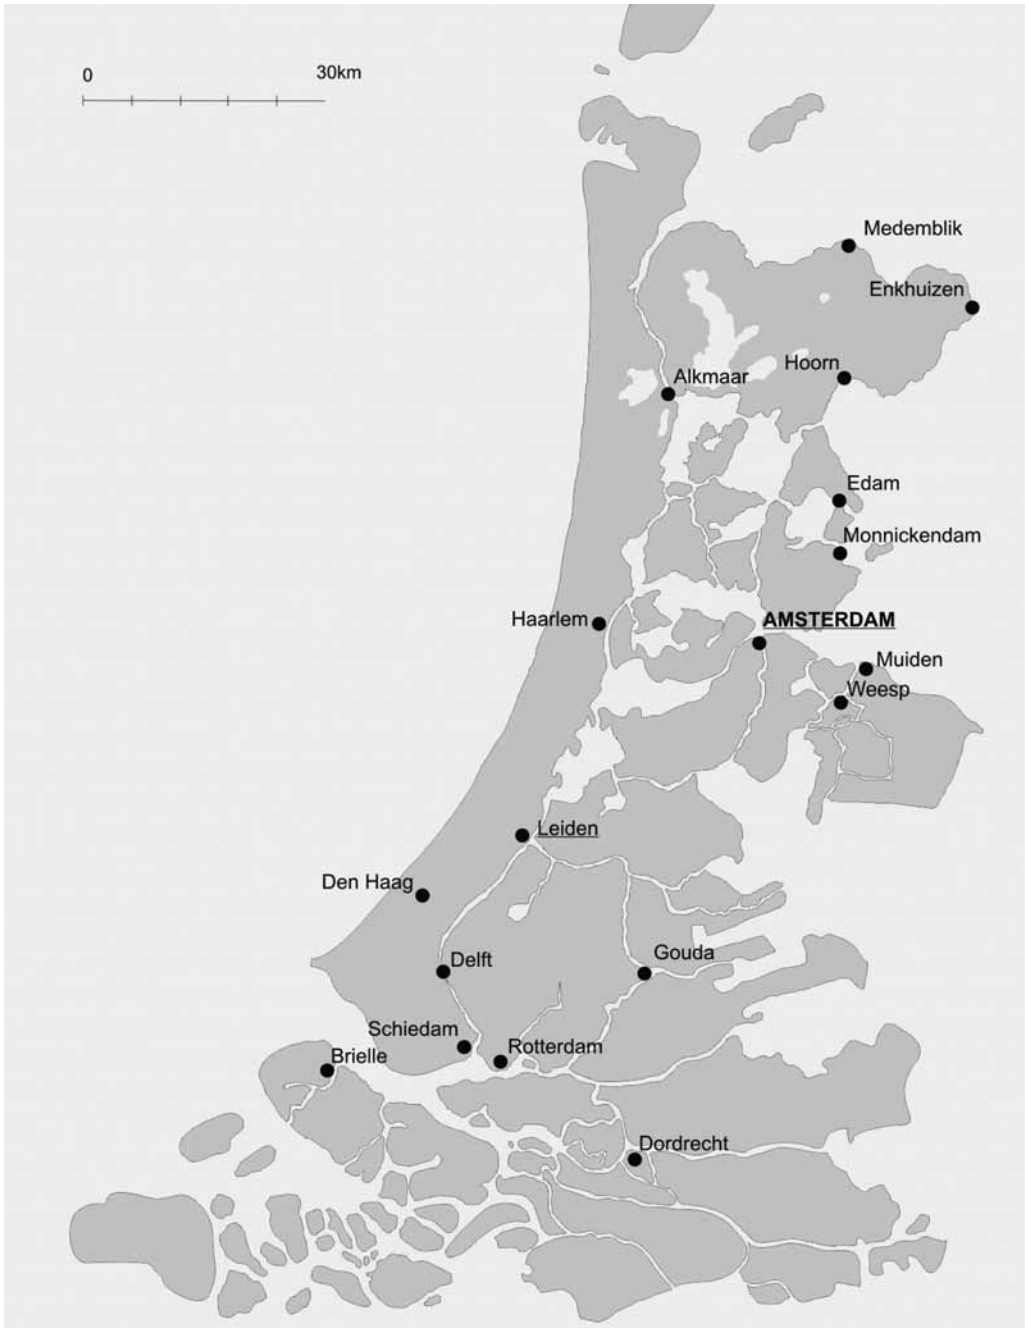 0
30km
Medemblik
Enkhuizen
Hoorn
Alkmaar
Edam
Monnickendam
Haarlem
AMSTERDAM
Muiden
Weesp
Leiden
Den Haag
Delft
Gouda
Schiedam
Rotterdam
Brielle
Dordrecht